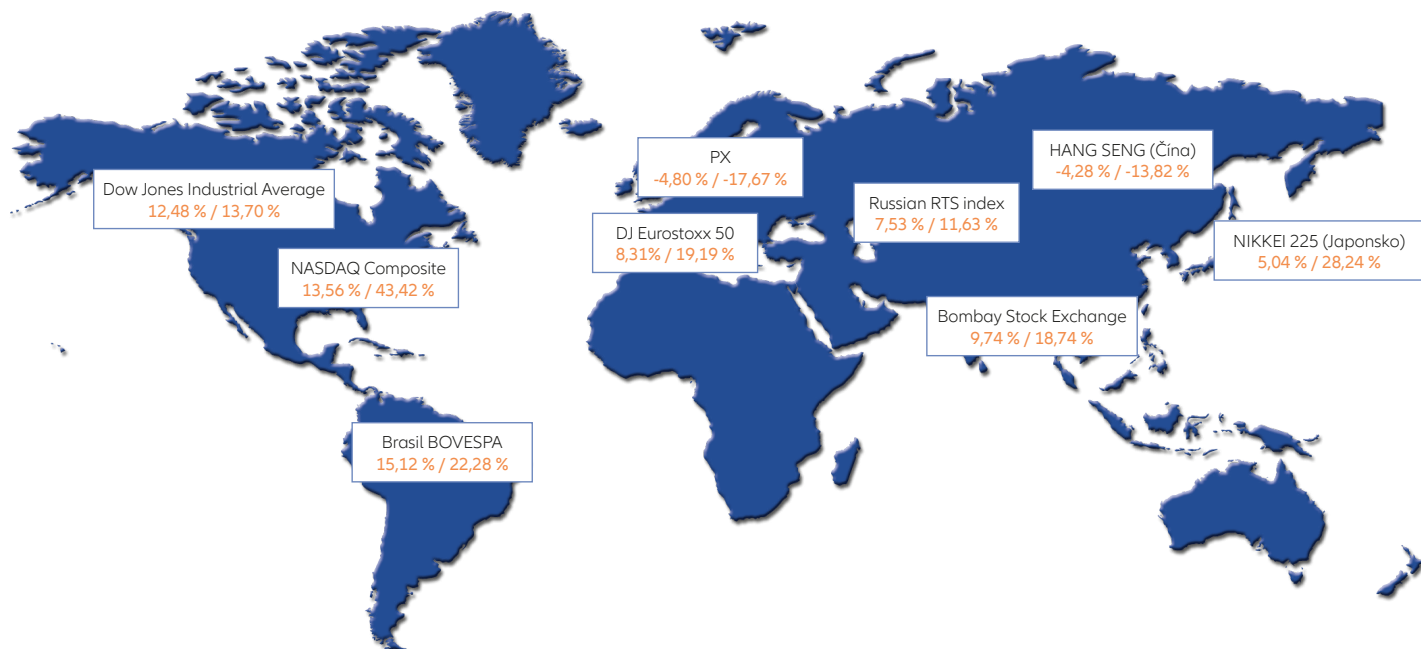 PX
-4,80 % / -17,67 %
HANG SENG (Čína)
-4,28 % / -13,82 %
Dow Jones Industrial Average
12,48 % / 13,70 %
Russian RTS index
7,53 % / 11,63 %
DJ Eurostoxx 50
8,31% / 19,19 %
NIKKEI 225 (Japonsko)
5,04 % / 28,24 %
NASDAQ Composite
13,56 % / 43,42 %
Bombay Stock Exchange
9,74 % / 18,74 %
Brasil BOVESPA
15,12 % / 22,28 %